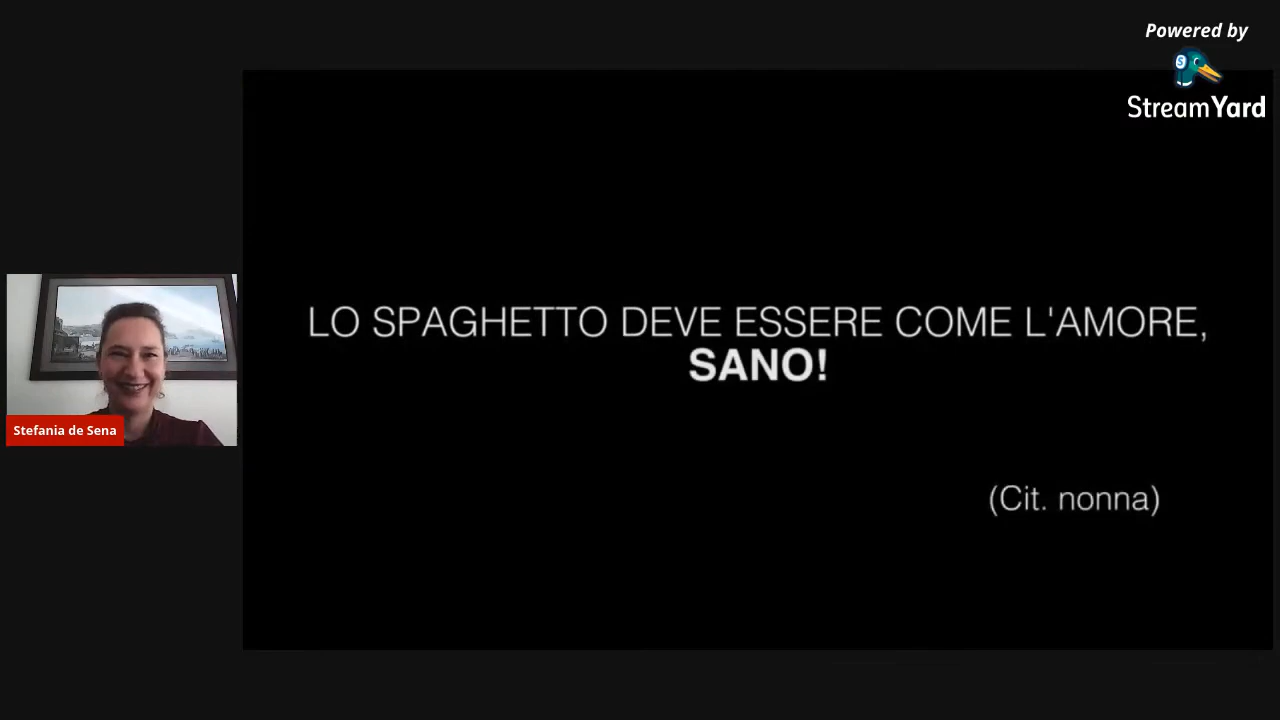 Powered by
StreamYard
LO SPAGHETTO DEVE ESSERE COME L'AMORE,
SANO!
(Cit. nonna)
Stefania de Sena